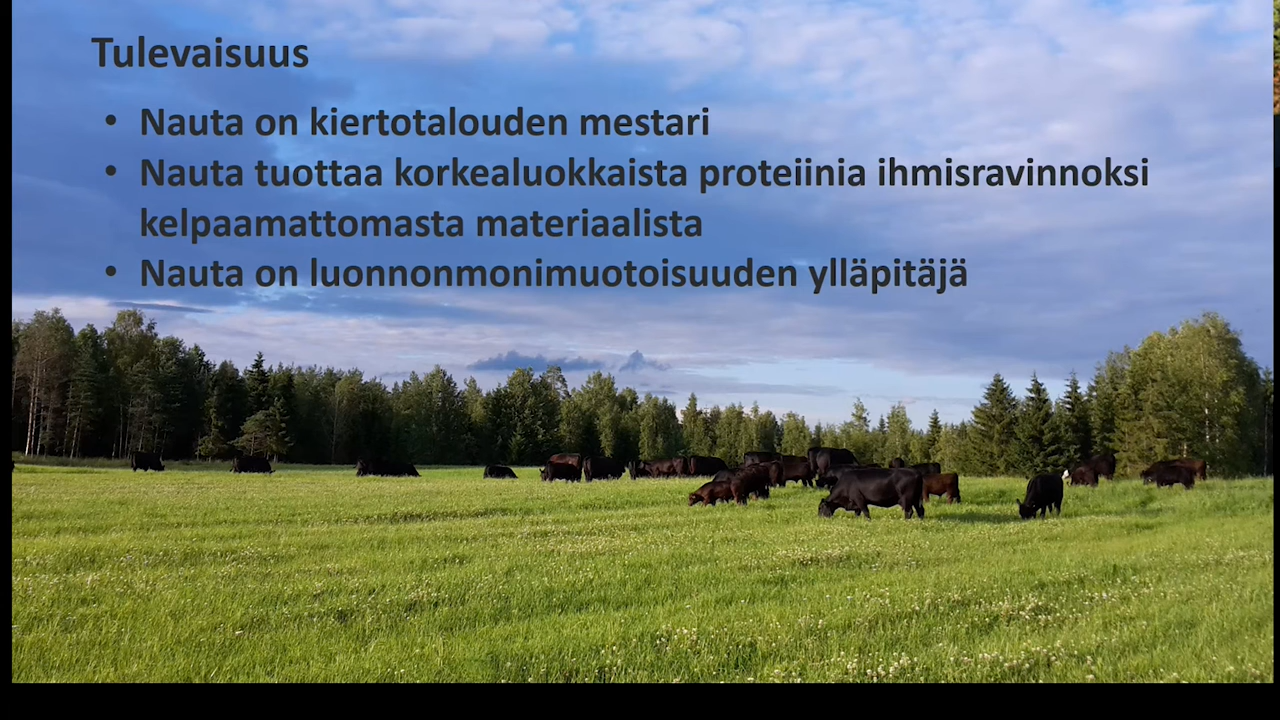 Tulevaisuus
• Nauta on kiertotalouden mestari
• Nauta tuottaa korkealuokkaista proteiinia ihmisravinnoksi
kelpaamattomasta materiaalista
• Nauta on luonnonmonimuotoisuuden ylläpitäjä